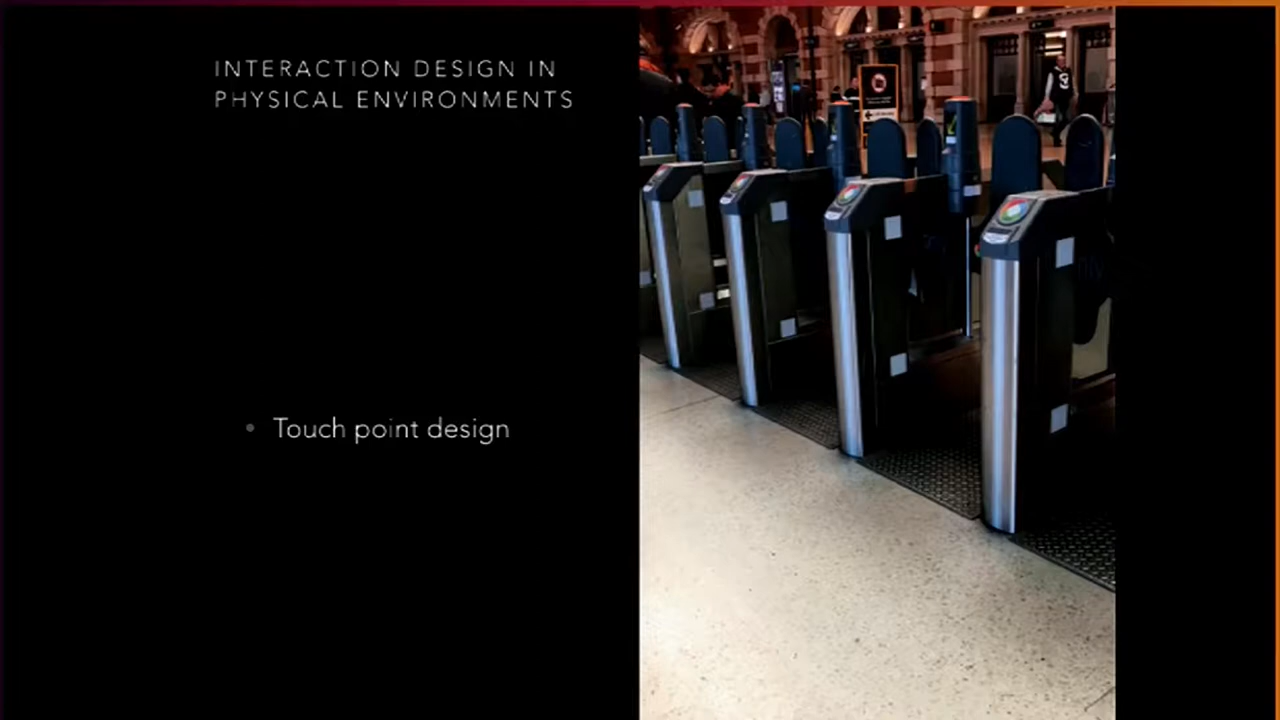 INTERACTION DESIGN IN
PHYSICAL ENVIRONMENTS
• Touch point design